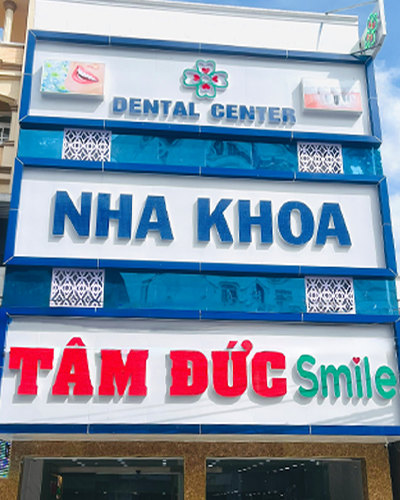 DENTAL CENTER
NHA KHOA
TÂM ĐỨC Smile